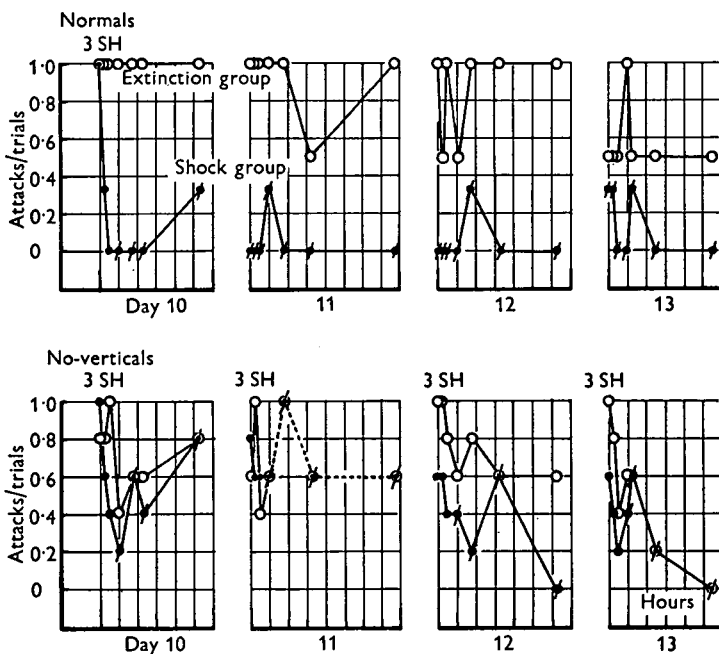 Normals
3 SH
1·0
Extinction group
0·8
0·6
Shock group
0·4
0·2
0
Attacks/trials
Day 10
11
12
13
No-verticals
3 SH
3 SH
3 SH
3 SH
1·0
0·8
0·6
0·4
0·2
0
Attacks/trials
Hours
Day 10
11
12
13